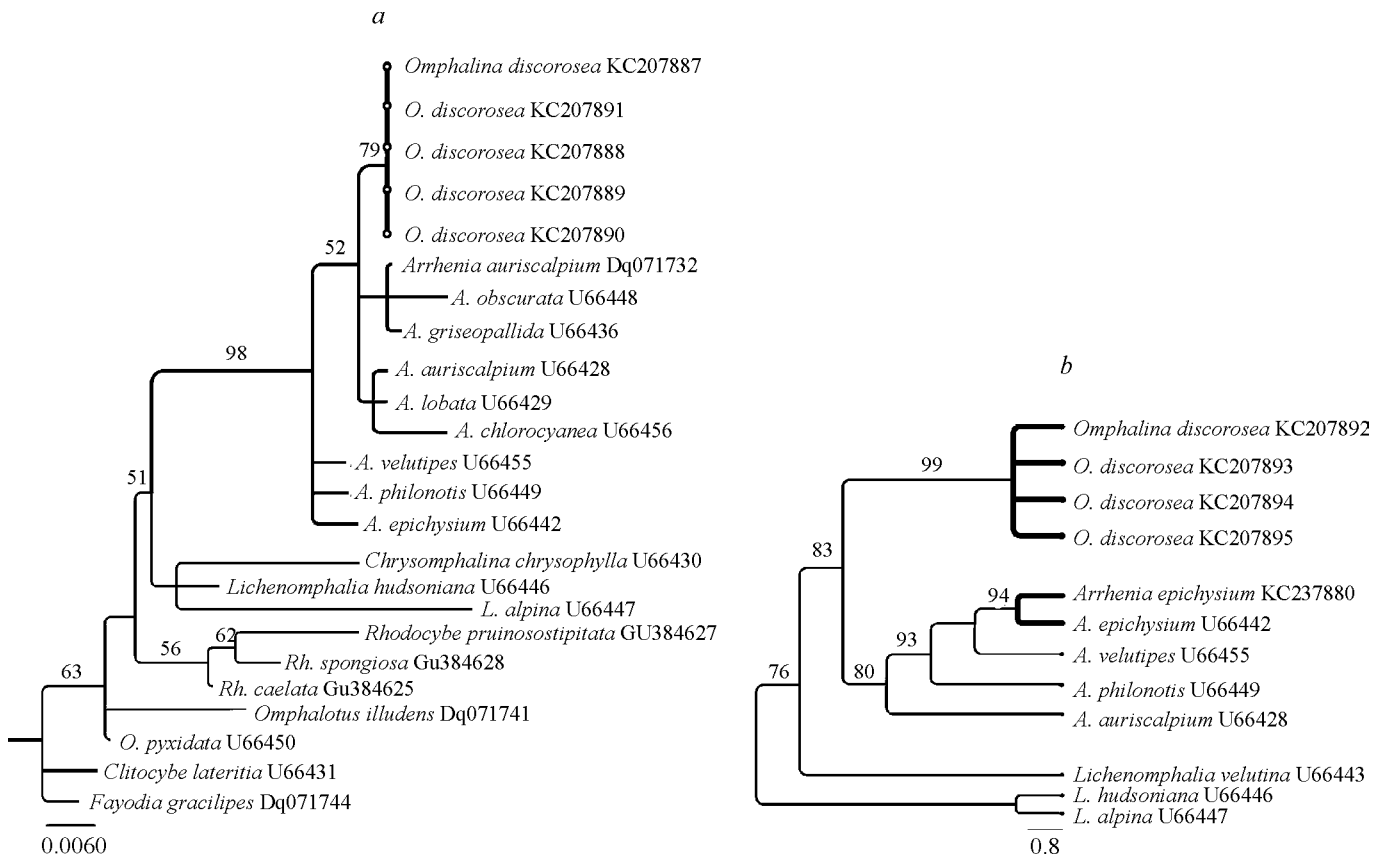 a
Omphalina discorosea KC207887
O. discorosea KC207891
79
O. discorosea KC207888
O. discorosea KC207889
O. discorosea KC207890
52
Arrhenia auriscalpium Dq071732
A. obscurata U66448
A. griseopallida U66436
98
A. auriscalpium U66428
A. lobata U66429
A. chlorocyanea U66456
A. velutipes U66455
51
A. philonotis U66449
A. epichysium U66442
Chrysomphalina chrysophylla U66430
Lichenomphalia hudsoniana U66446
L. alpina U66447
62
Rhodocybe pruinosostipitata GU384627
56
Rh. spongiosa Gu384628
63
Rh. caelata Gu384625
Omphalotus illudens Dq071741
O. pyxidata U66450
Clitocybe lateritia U66431
Fayodia gracilipes Dq071744
0.0060
b
Omphalina discorosea KC207892
99
O. discorosea KC207893
O. discorosea KC207894
O. discorosea KC207895
83
94
Arrhenia epichysium KC237880
A. epichysium U66442
93
A. velutipes U66455
76
80
A. philonotis U66449
A. auriscalpium U66428
Lichenomphalia velutina U66443
L. hudsoniana U66446
L. alpina U66447
0.8